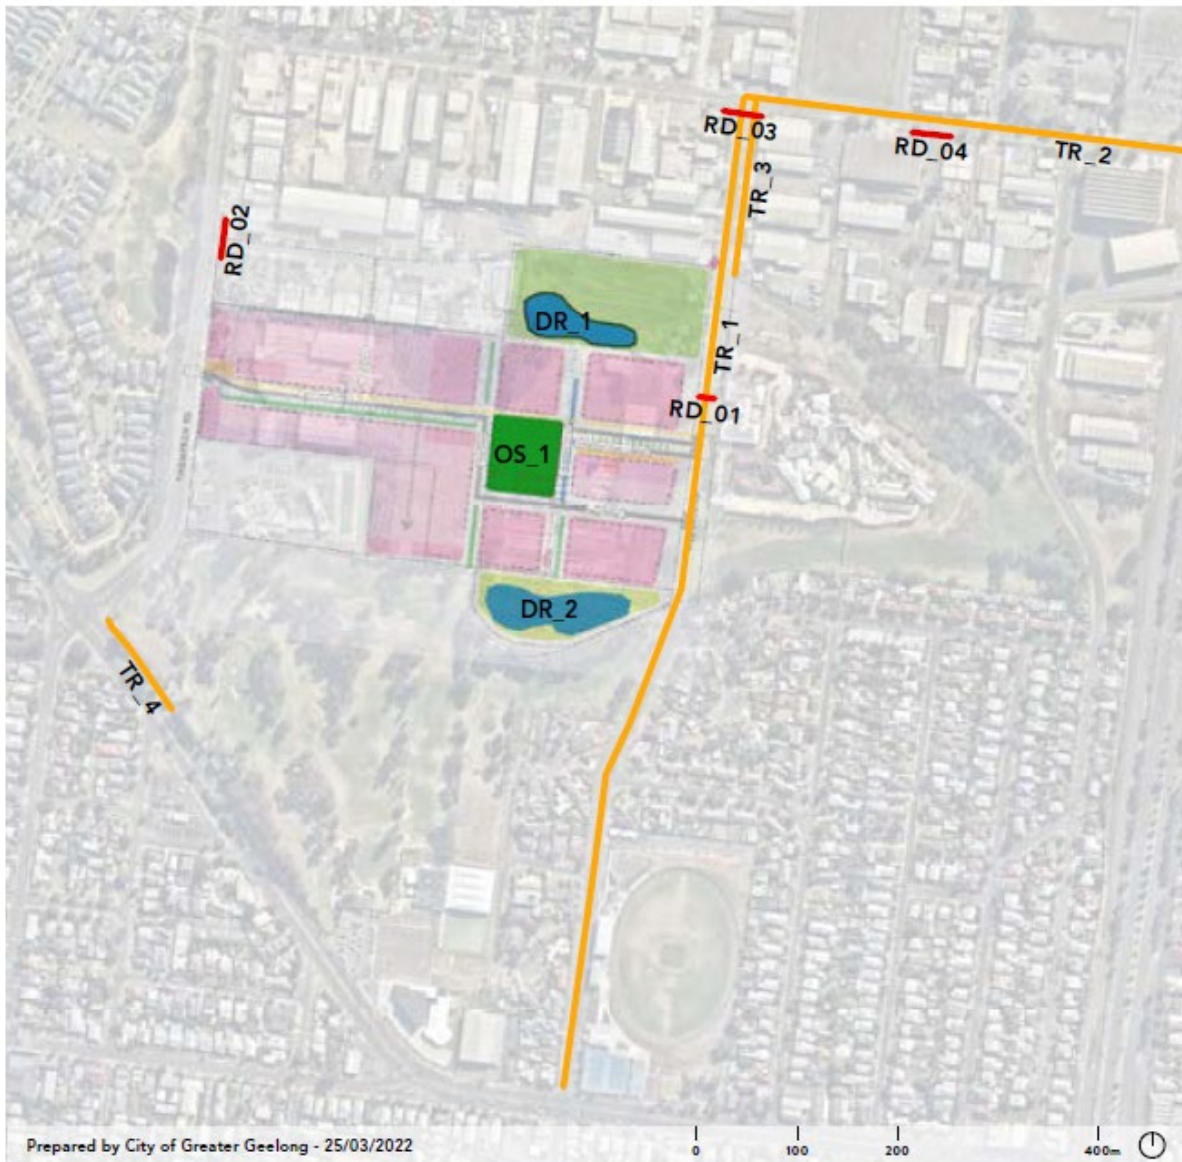 RD_03
RD_04
TR_2
TR_3
RD_02
DR_1
TR_1
RD_01
OS_1
DR_2
TR_4
Prepared by City of Greater Geelong - 25/03/2022
0 100 200 400m